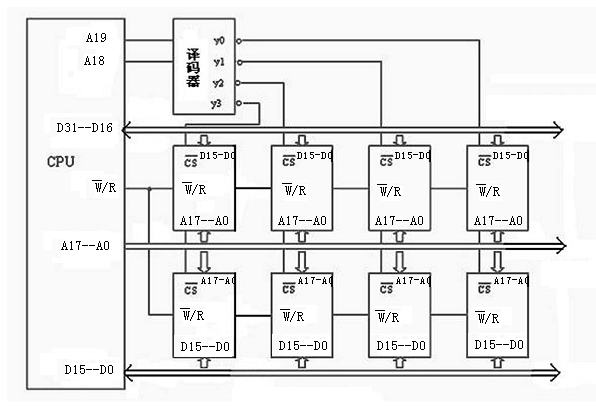 A19
A18
译码器
y0
y1
y2
y3
D31--D16
CPU
W/R
A17--A0
D15--D0
CS D15-D0
W/R
A17--A0
CS D15-D0
W/R
A17--A0
CS D15-D0
W/R
A17--A0
CS D15-D0
W/R
A17--A0
CS A17-A0
W/R
D15--D0
CS A17-A0
W/R
D15--D0
CS A17-A0
W/R
D15--D0
CS A17-A0
W/R
D15--D0